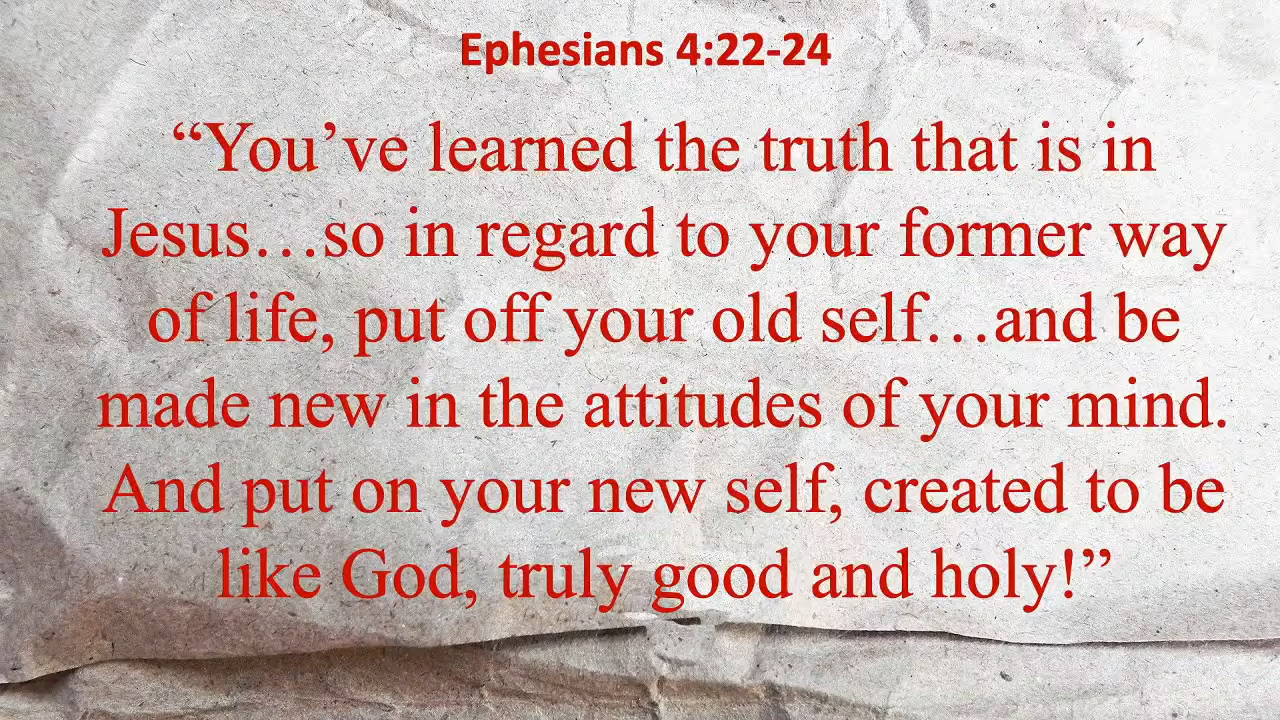 Ephesians 4:22-24
“You’ve learned the truth that is in
Jesus…so in regard to your former way
of life, put off your old self…and be
made new in the attitudes of your mind.
And put on your new self, created to be
like God, truly good and holy!”